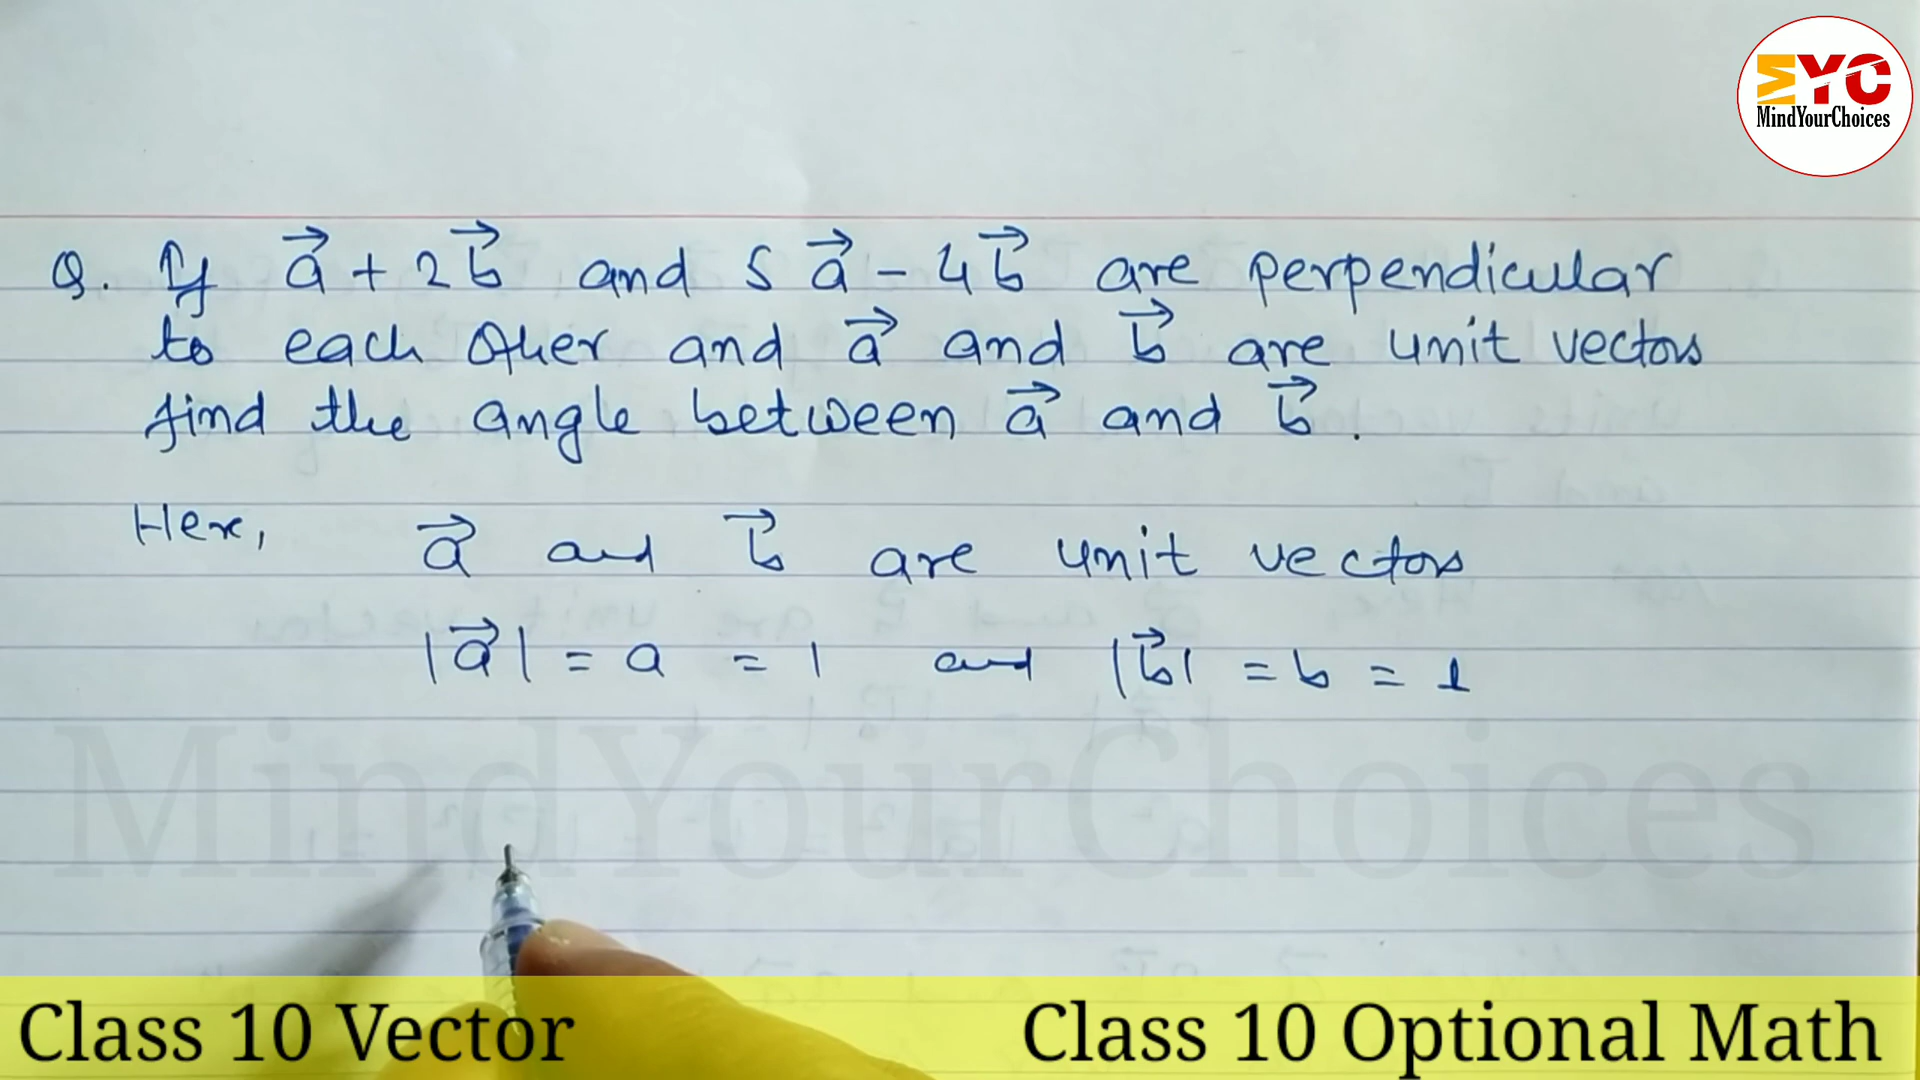 MYC
MindYourChoices
Q. If a⃗ + 2b⃗ and 5a⃗ - 4b⃗ are perpendicular
to each other and a⃗ and b⃗ are unit vectors
find the angle between a⃗ and b⃗.
Here, a⃗ and b⃗ are unit vectors
|a⃗| = a = 1 and |b⃗| = b = 1
MindYourChoices
Class 10 Vector Class 10 Optional Math